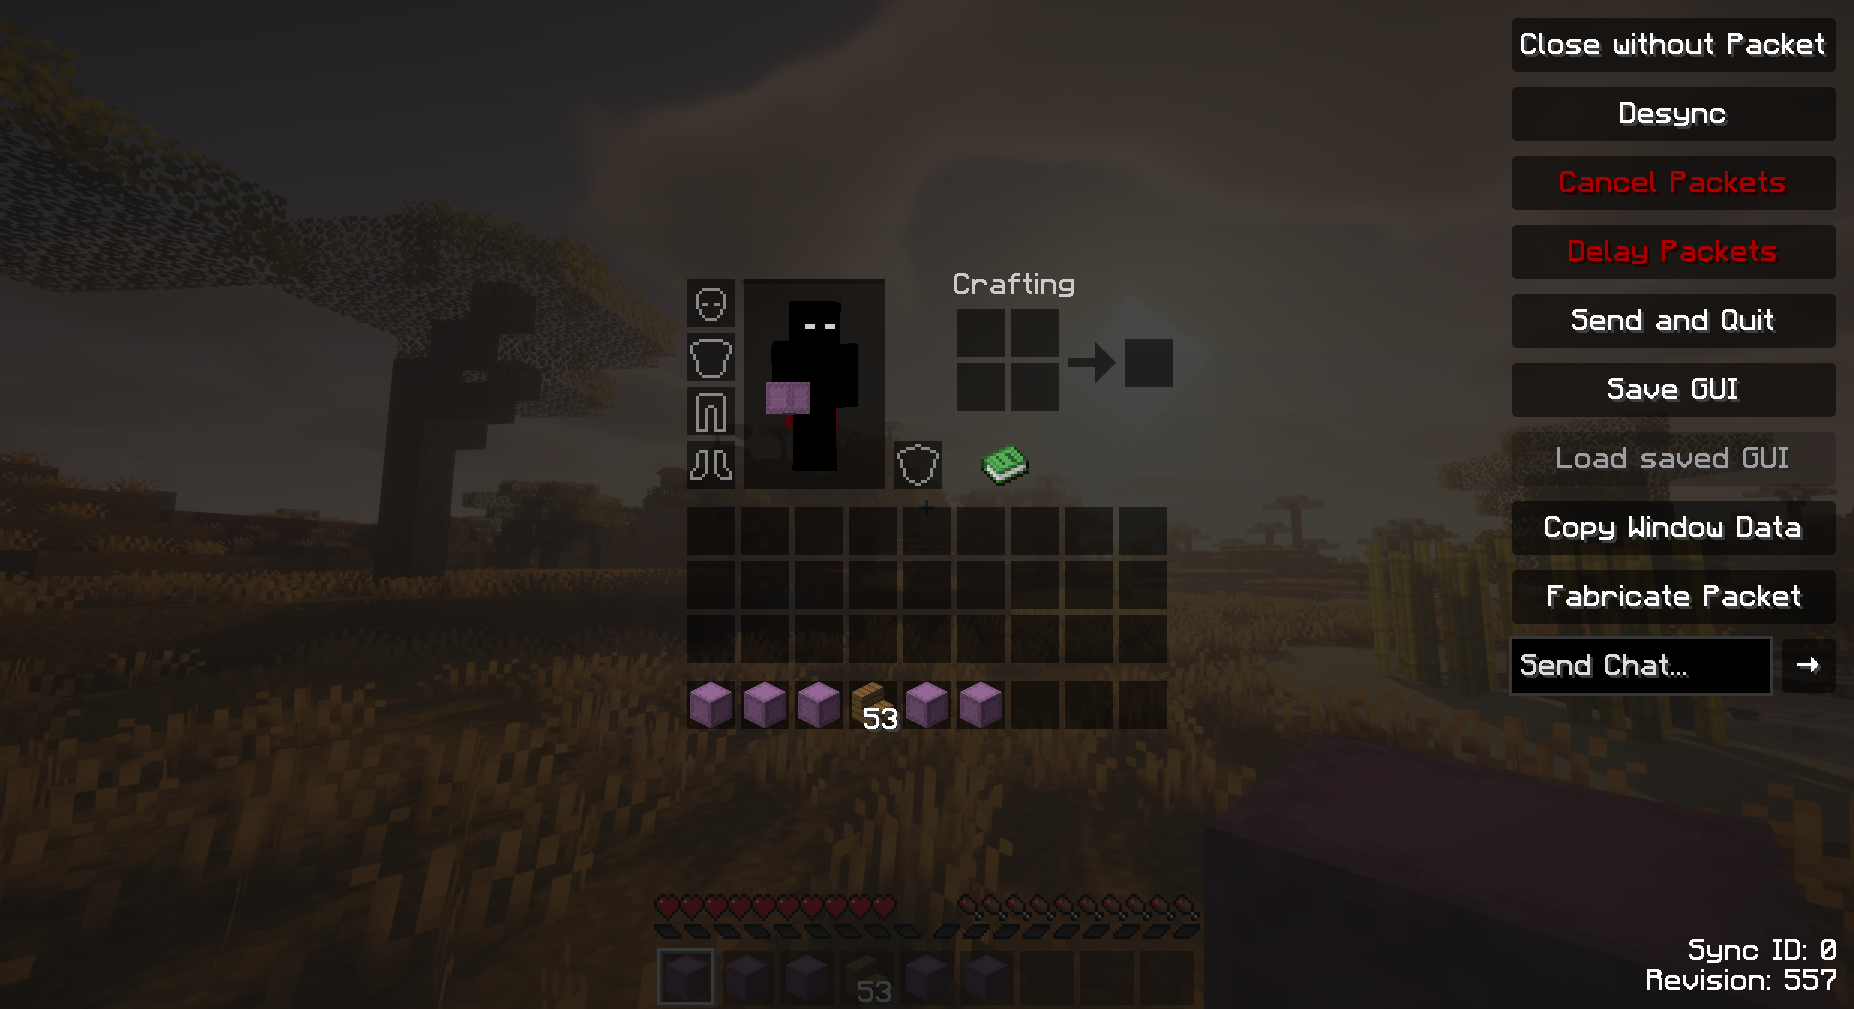 Close without Packet
Desync
Cancel Packets
Delay Packets
Crafting
Send and Quit
Save GUI
Load saved GUI
Copy Window Data
Fabricate Packet
Send Chat...
→
53
53
Sync ID: 0
Revision: 557